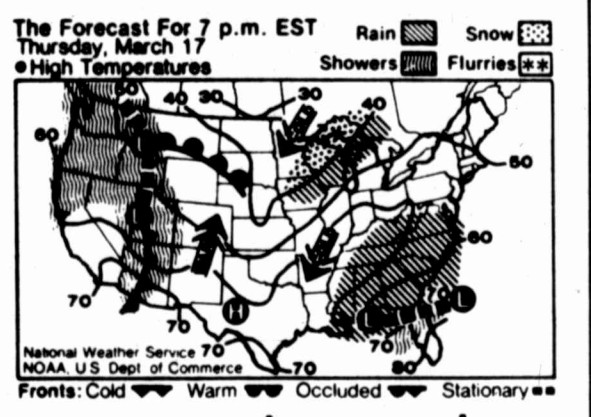 The Forecast For 7 p.m. EST
Thursday, March 17
● High Temperatures
Rain Snow
Showers Flurries
50 40 30 30 40
60
50
60
70 70 70 70 70 70 80
H L L
National Weather Service
NOAA, U S Dept of Commerce
Fronts: Cold Warm Occluded Stationary